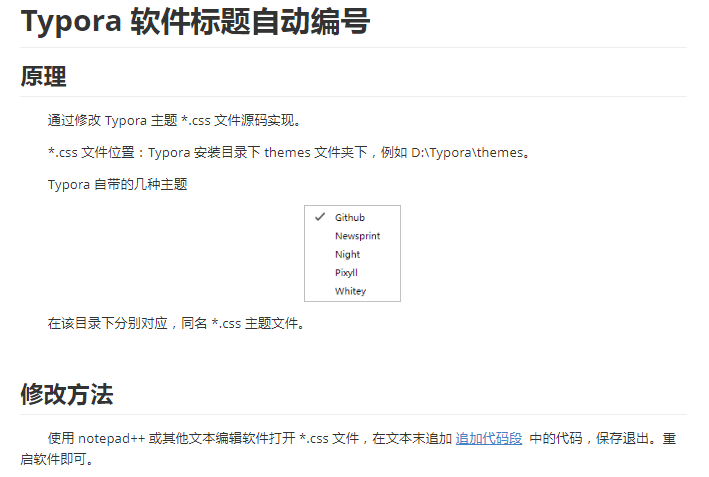 Typora 软件标题自动编号
原理
通过修改 Typora 主题 *.css 文件源码实现。
*.css 文件位置：Typora 安装目录下 themes 文件夹下，例如 D:\Typora\themes。
Typora 自带的几种主题
Github
Newsprint
Night
Pixyll
Whitey
在该目录下分别对应，同名 *.css 主题文件。
修改方法
使用 notepad++ 或其他文本编辑软件打开 *.css 文件，在文本末追加 追加代码段 中的代码，保存退出。重
启软件即可。